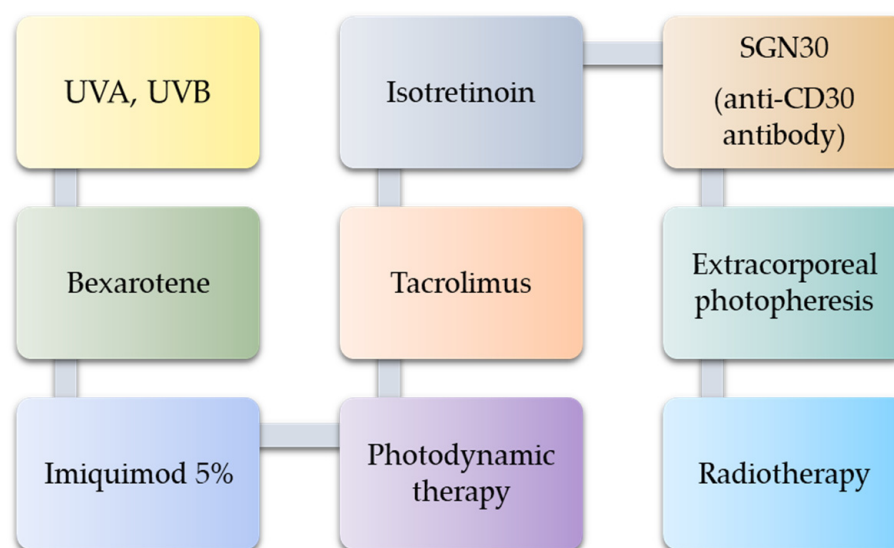 UVA, UVB
Bexarotene
Imiquimod 5%
Photodynamic
therapy
Tacrolimus
Isotretinoin
SGN30
(anti-CD30
antibody)
Extracorporeal
photopheresis
Radiotherapy